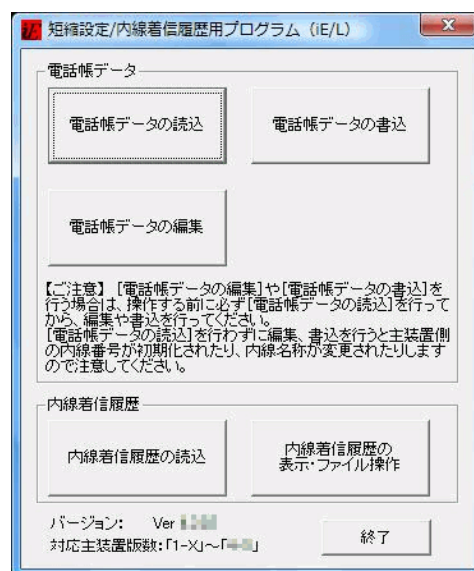 短縮設定/内線着信履歴用プログラム (iE/L)
電話帳データ
電話帳データの読込
電話帳データの書込
電話帳データの編集
【ご注意】 [電話帳データの編集]や[電話帳データの書込]を
行う場合は、操作する前に必ず[電話帳データの読込]を行って
から、編集や書込を行ってください。
[電話帳データの読込]を行わずに編集、書込を行うと主装置側
の内線番号が初期化されたり、内線名称が変更されたりします
ので注意してください。
内線着信履歴
内線着信履歴の読込
内線着信履歴の
表示・ファイル操作
バージョン: Ver
対応主装置版数:「1-X」~「 」
終了